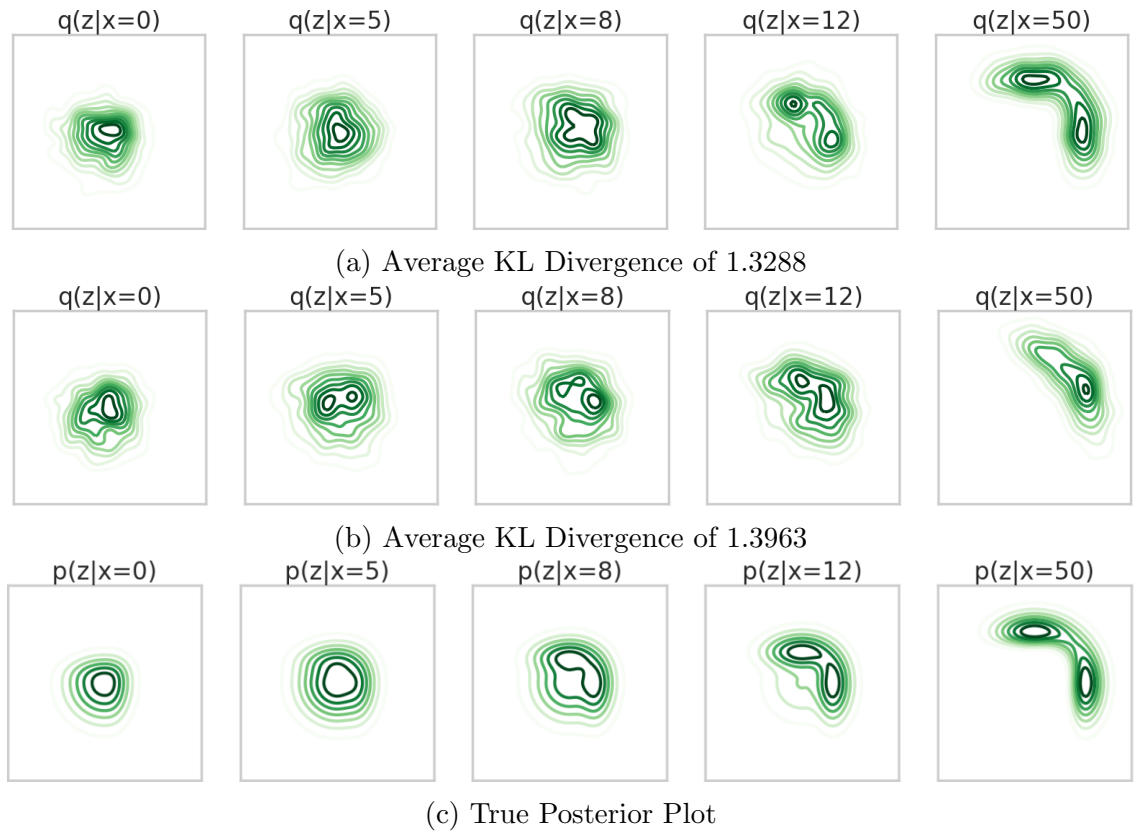 q(z|x=0) q(z|x=5) q(z|x=8) q(z|x=12) q(z|x=50)
(a) Average KL Divergence of 1.3288
q(z|x=0) q(z|x=5) q(z|x=8) q(z|x=12) q(z|x=50)
(b) Average KL Divergence of 1.3963
p(z|x=0) p(z|x=5) p(z|x=8) p(z|x=12) p(z|x=50)
(c) True Posterior Plot